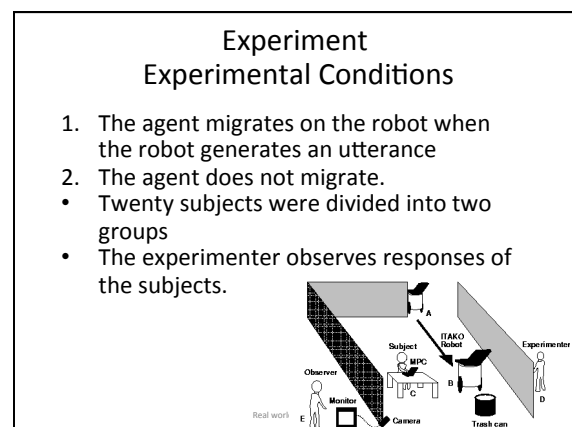 Experiment
Experimental Conditions
1. The agent migrates on the robot when
the robot generates an utterance
2. The agent does not migrate.
• Twenty subjects were divided into two
groups
• The experimenter observes responses of
the subjects.
A
ITAKO
Robot
Experimenter
Subject
MPC
Observer
B
C
D
Monitor
E
Real work
Camera
Trash can